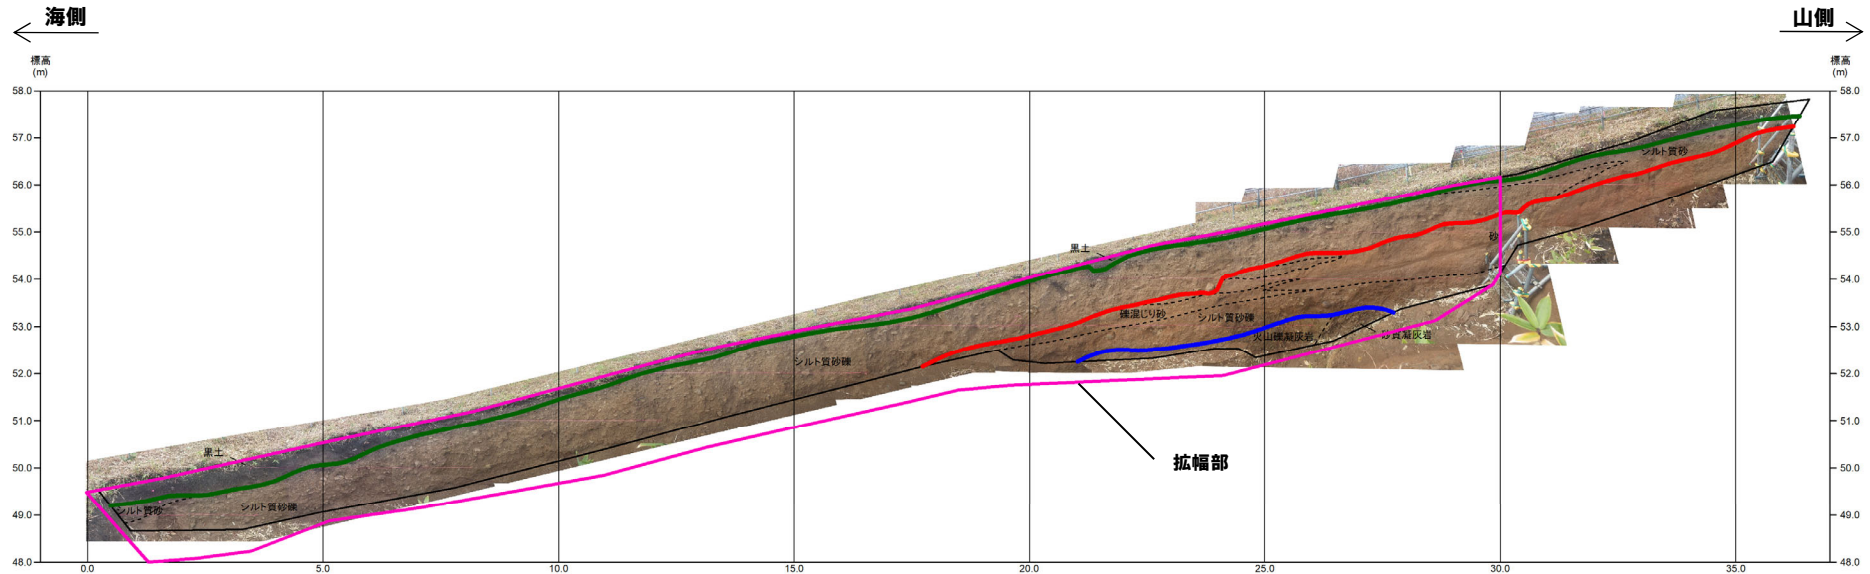 海側
山側
標高
(m)
標高
(m)
58.0
58.0
57.0
57.0
シルト質砂
56.0
56.0
55.0
55.0
砂
黒土
54.0
54.0
礫混じり砂
シルト質砂礫
53.0
53.0
火山礫凝灰岩
砂質凝灰岩
シルト質砂礫
52.0
52.0
51.0
51.0
拡幅部
黒土
50.0
50.0
シルト質砂
シルト質砂礫
49.0
49.0
48.0
48.0
0.0
5.0
10.0
15.0
20.0
25.0
30.0
35.0